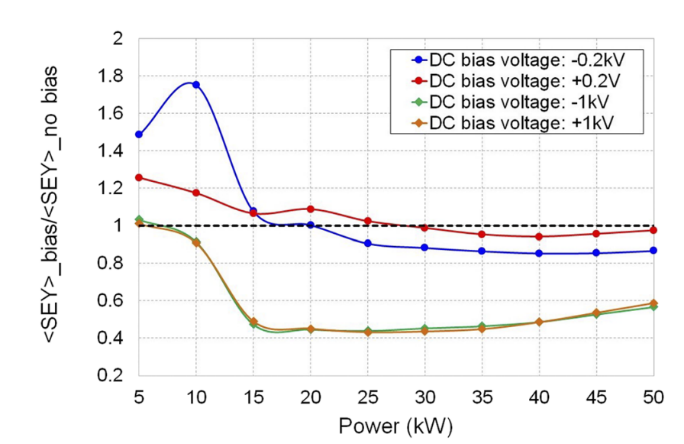 2
1.8
1.6
1.4
1.2
1
0.8
0.6
0.4
0.2
<SEY>_bias/<SEY>_no bias
DC bias voltage: -0.2kV
DC bias voltage: +0.2V
DC bias voltage: -1kV
DC bias voltage: +1kV
5 10 15 20 25 30 35 40 45 50
Power (kW)